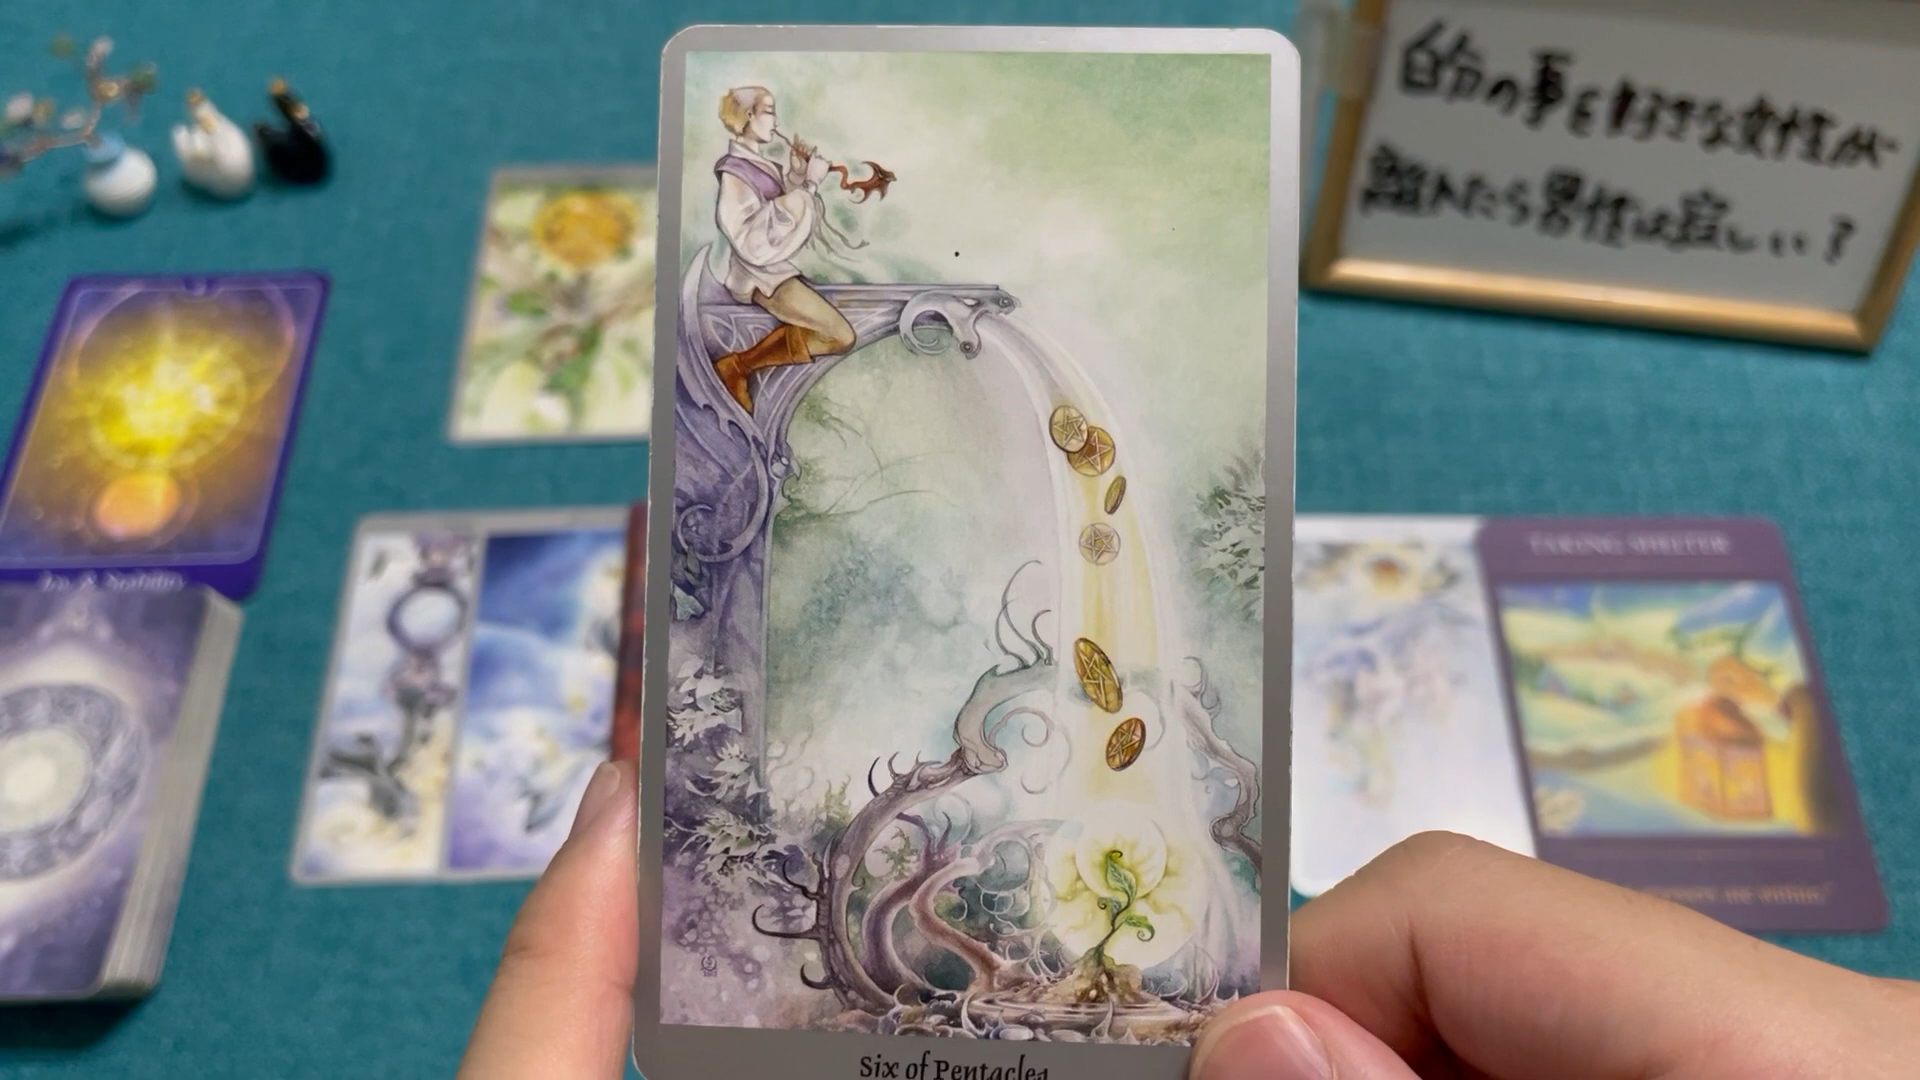 自分の事を好きな女性が
離れたら男性は寂しい？
TAKING SHELTER
Six of Pentacles